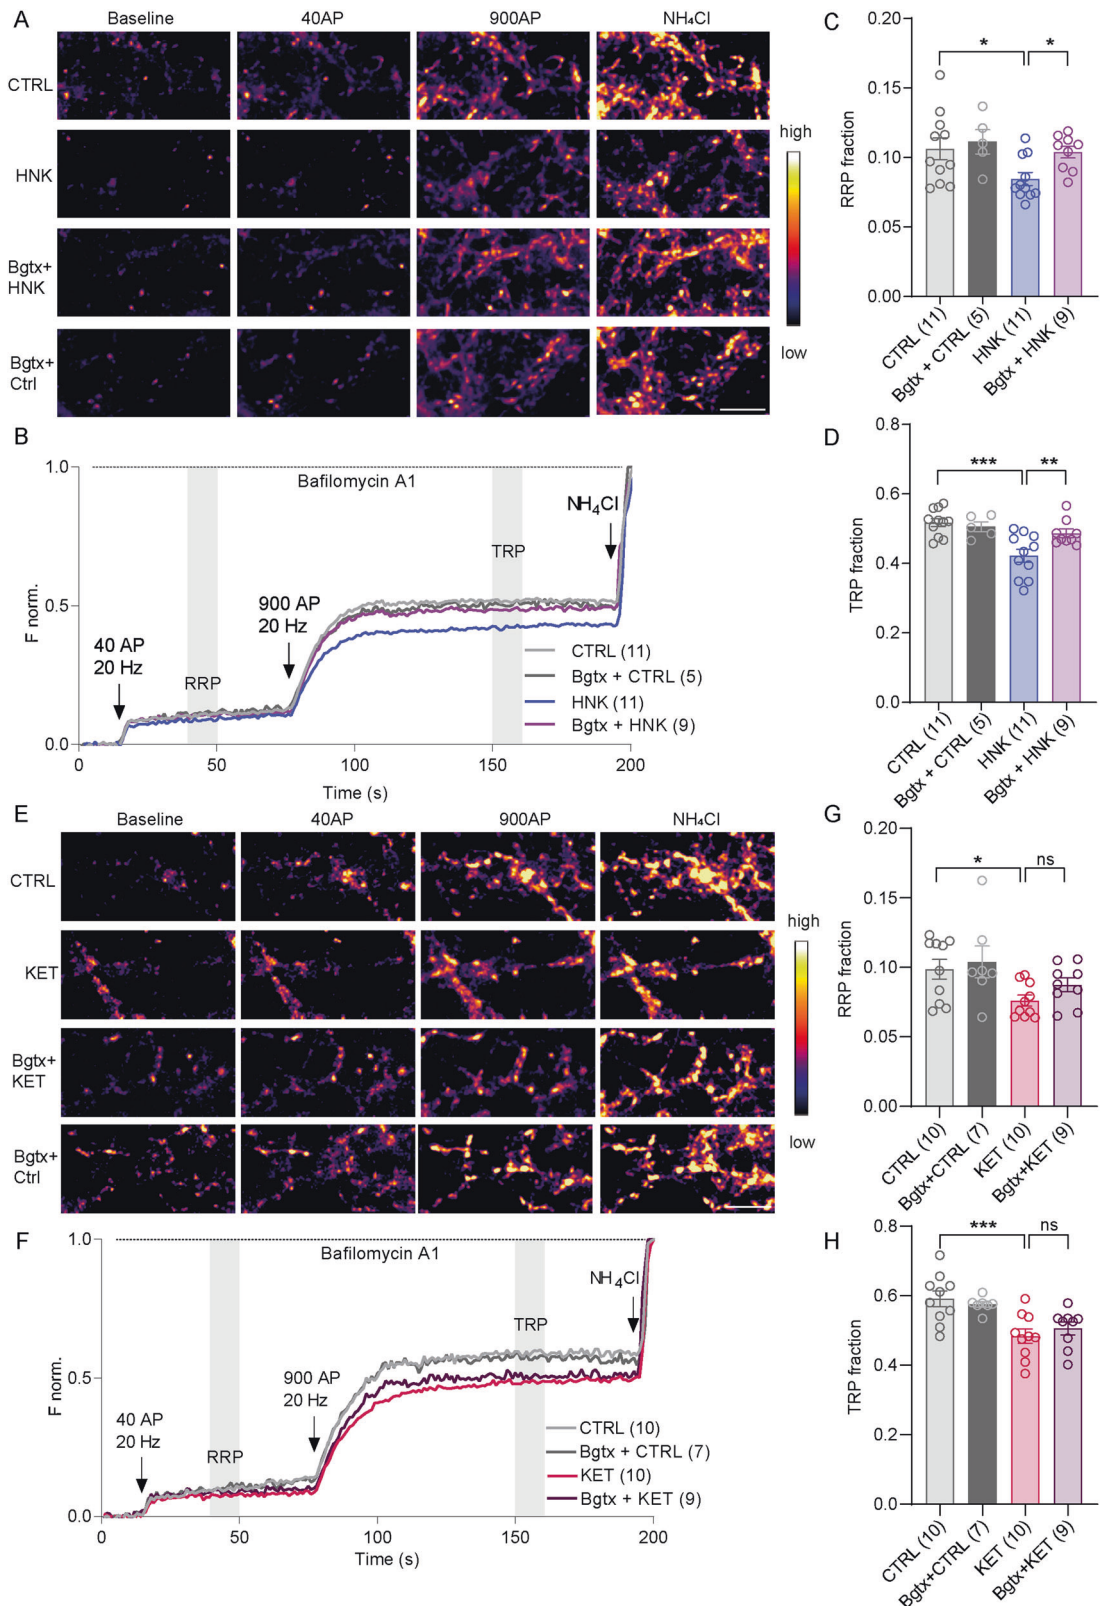 A
Baseline
40AP
900AP
NH₄Cl
CTRL
HNK
Bgtx+
HNK
Bgtx+
Ctrl
high
low
C
RRP fraction
0.20
0.15
0.10
0.05
0.00
*
*
CTRL (11)
Bgtx + CTRL (5)
HNK (11)
Bgtx + HNK (9)
B
F norm.
1.0
0.5
0.0
Bafilomycin A1
NH₄Cl
TRP
900 AP
20 Hz
40 AP
20 Hz
RRP
CTRL (11)
Bgtx + CTRL (5)
HNK (11)
Bgtx + HNK (9)
0
50
100
150
200
Time (s)
D
TRP fraction
0.8
0.6
0.4
0.2
0.0
***
**
CTRL (11)
Bgtx + CTRL (5)
HNK (11)
Bgtx + HNK (9)
E
Baseline
40AP
900AP
NH₄Cl
CTRL
KET
Bgtx+
KET
Bgtx+
Ctrl
high
low
G
RRP fraction
0.20
0.15
0.10
0.05
0.00
*
ns
CTRL (10)
Bgtx+CTRL (7)
KET (10)
Bgtx+KET (9)
F
F norm.
1.0
0.5
0.0
Bafilomycin A1
NH₄Cl
TRP
900 AP
20 Hz
40 AP
20 Hz
RRP
CTRL (10)
Bgtx + CTRL (7)
KET (10)
Bgtx + KET (9)
0
50
100
150
200
Time (s)
H
TRP fraction
0.8
0.6
0.4
0.2
0.0
***
ns
CTRL (10)
Bgtx+CTRL (7)
KET (10)
Bgtx+KET (9)